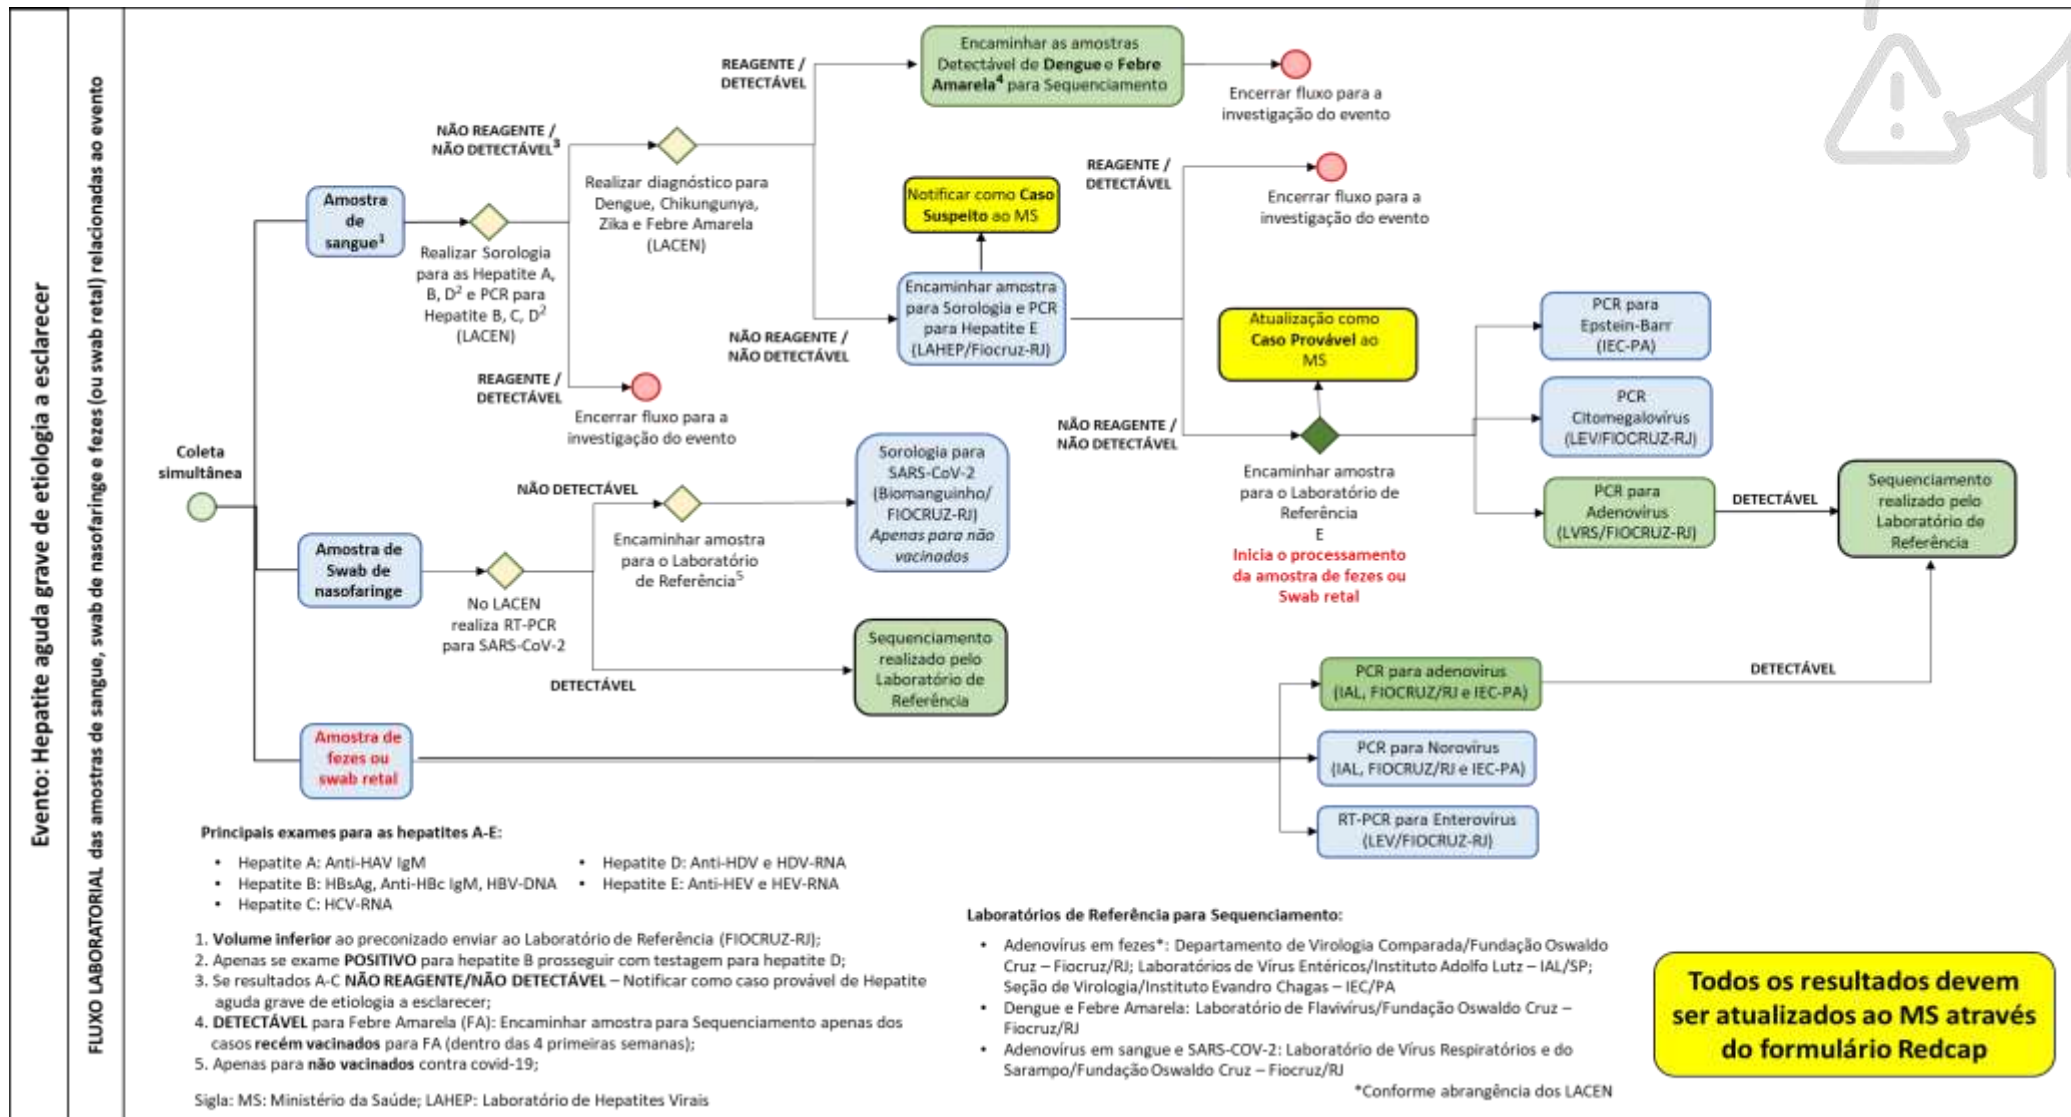 Evento: Hepatite aguda grave de etiologia a esclarecer
FLUXO LABORATORIAL das amostras de sangue, swab de nasofaringe e fezes (ou swab retal) relacionadas ao evento
Coleta
simultânea
Amostra
de
sangue¹
Realizar Sorologia
para as Hepatite A,
B, D² e PCR para
Hepatite B, C, D²
(LACEN)
NÃO REAGENTE /
NÃO DETECTÁVEL³
REAGENTE /
DETECTÁVEL
Encerrar fluxo para a
investigação do evento
Realizar diagnóstico para
Dengue, Chikungunya,
Zika e Febre Amarela
(LACEN)
REAGENTE /
DETECTÁVEL
Encaminhar as amostras
Detectável de Dengue e Febre
Amarela⁴ para Sequenciamento
Encerrar fluxo para a
investigação do evento
NÃO REAGENTE /
NÃO DETECTÁVEL
Notificar como Caso
Suspeito ao MS
Encaminhar amostra
para Sorologia e PCR
para Hepatite E
(LAHEP/Fiocruz-RJ)
REAGENTE /
DETECTÁVEL
Encerrar fluxo para a
investigação do evento
NÃO REAGENTE /
NÃO DETECTÁVEL
Atualização como
Caso Provável ao
MS
Encaminhar amostra
para o Laboratório de
Referência
E
Inicia o processamento
da amostra de fezes ou
Swab retal
PCR para
Epstein-Barr
(IEC-PA)
PCR
Citomegalovírus
(LEV/FIOCRUZ-RJ)
PCR para
Adenovírus
(LVRS/FIOCRUZ-RJ)
DETECTÁVEL
Sequenciamento
realizado pelo
Laboratório de
Referência
Amostra de
Swab de
nasofaringe
No LACEN
realiza RT-PCR
para SARS-CoV-2
NÃO DETECTÁVEL
Encaminhar amostra
para o Laboratório
de Referência⁵
Sorologia para
SARS-CoV-2
(Biomanguinho/
FIOCRUZ-RJ)
Apenas para não
vacinados
DETECTÁVEL
Sequenciamento
realizado pelo
Laboratório de
Referência
Amostra de
fezes ou
swab retal
PCR para adenovírus
(IAL, FIOCRUZ/RJ e IEC-PA)
DETECTÁVEL
PCR para Norovírus
(IAL, FIOCRUZ/RJ e IEC-PA)
RT-PCR para Enterovírus
(LEV/FIOCRUZ-RJ)
Principais exames para as hepatites A-E:
• Hepatite A: Anti-HAV IgM
• Hepatite B: HBsAg, Anti-HBc IgM, HBV-DNA
• Hepatite C: HCV-RNA
• Hepatite D: Anti-HDV e HDV-RNA
• Hepatite E: Anti-HEV e HEV-RNA
1. Volume inferior ao preconizado enviar ao Laboratório de Referência (FIOCRUZ-RJ);
2. Apenas se exame POSITIVO para hepatite B prosseguir com testagem para hepatite D;
3. Se resultados A-C NÃO REAGENTE/NÃO DETECTÁVEL – Notificar como caso provável de Hepatite
aguda grave de etiologia a esclarecer;
4. DETECTÁVEL para Febre Amarela (FA): Encaminhar amostra para Sequenciamento apenas dos
casos recém vacinados para FA (dentro das 4 primeiras semanas);
5. Apenas para não vacinados contra covid-19;
Sigla: MS: Ministério da Saúde; LAHEP: Laboratório de Hepatites Virais
Laboratórios de Referência para Sequenciamento:
• Adenovírus em fezes*: Departamento de Virologia Comparada/Fundação Oswaldo
Cruz – Fiocruz/RJ; Laboratórios de Vírus Entéricos/Instituto Adolfo Lutz – IAL/SP;
Seção de Virologia/Instituto Evandro Chagas – IEC/PA
• Dengue e Febre Amarela: Laboratório de Flavivírus/Fundação Oswaldo Cruz –
Fiocruz/RJ
• Adenovírus em sangue e SARS-COV-2: Laboratório de Vírus Respiratórios e do
Sarampo/Fundação Oswaldo Cruz – Fiocruz/RJ
*Conforme abrangência dos LACEN
Todos os resultados devem
ser atualizados ao MS através
do formulário Redcap